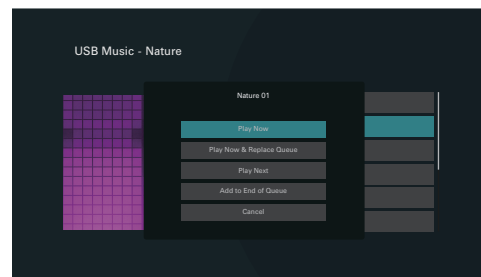 USB Music - Nature
Nature 01
Play Now
Play Now & Replace Queue
Play Next
Add to End of Queue
Cancel